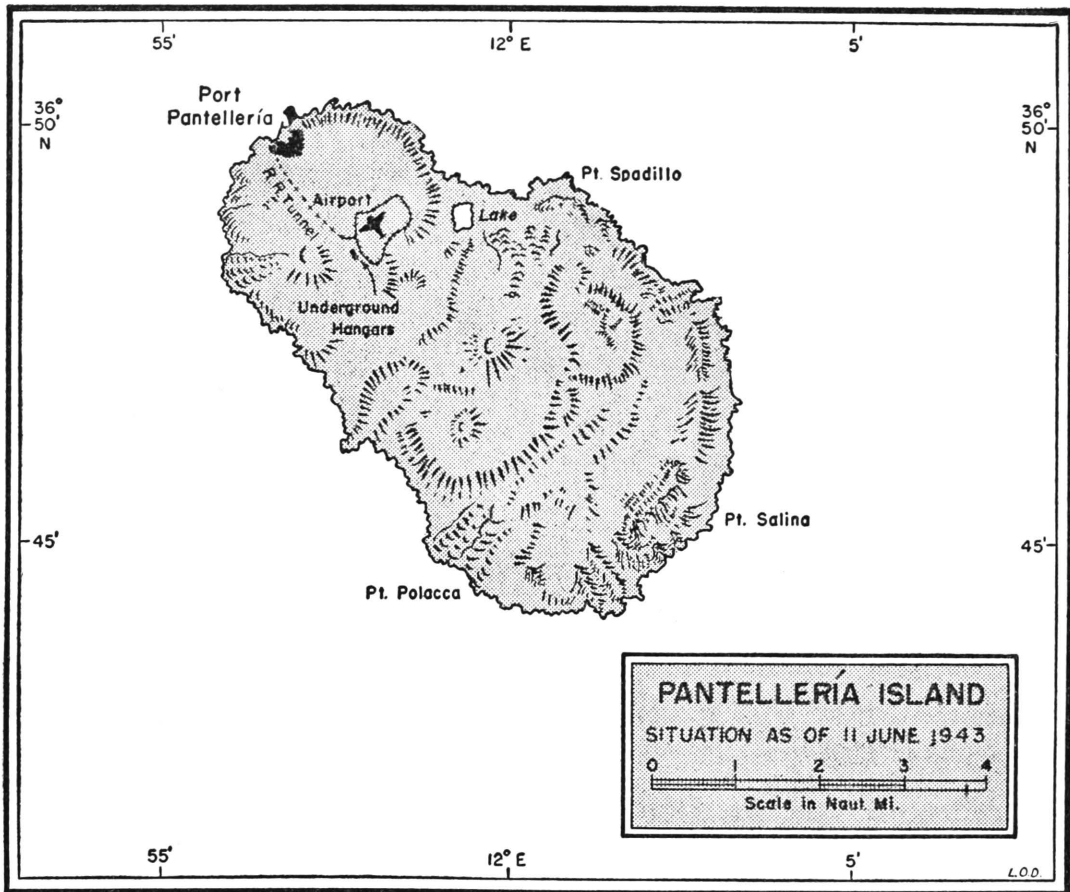 55'
12° E
5'
36°
50'
N
36°
50'
N
Port
Pantellería
Pt. Spadillo
R.R. Tunnel
Airport
Lake
Underground
Hangars
45'
45'
Pt. Salina
Pt. Polacca
PANTELLERÍA ISLAND
SITUATION AS OF 11 JUNE 1943
0 1 2 3 4
Scale in Naut. Mi.
55'
12° E
5'
L.O.D.